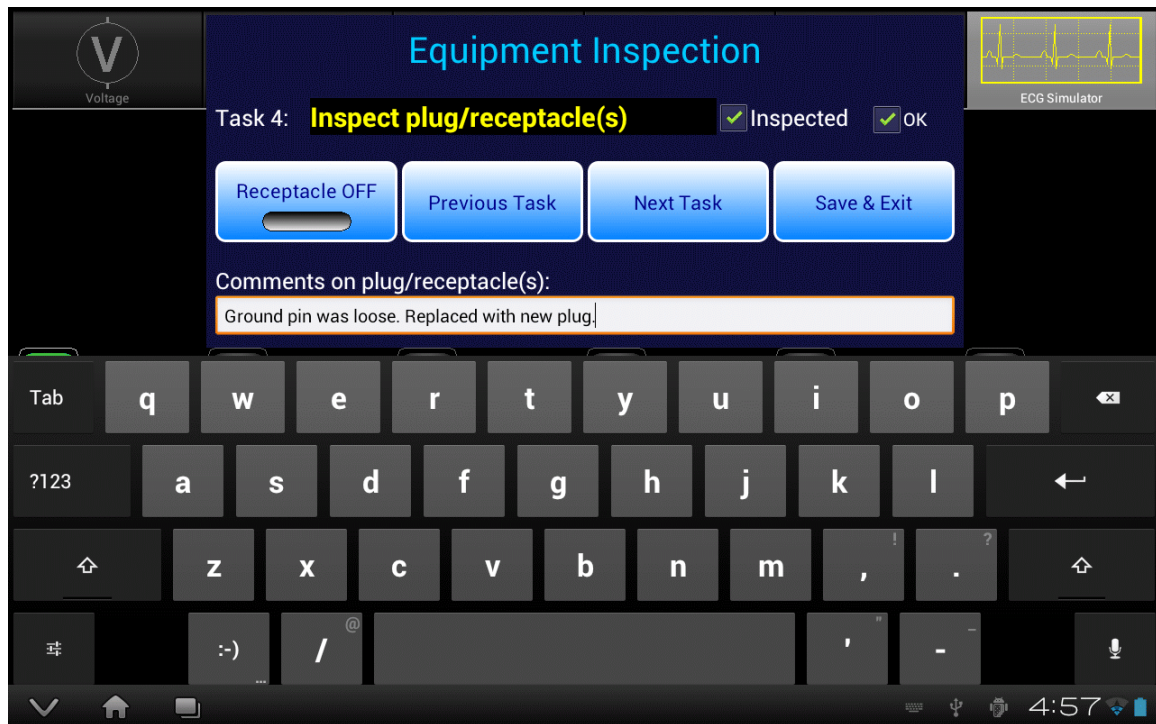 Equipment Inspection
V
Voltage
ECG Simulator
Task 4: Inspect plug/receptacle(s) Inspected OK
Receptacle OFF Previous Task Next Task Save & Exit
Comments on plug/receptacle(s):
Ground pin was loose. Replaced with new plug.
Tab q w e r t y u i o p
?123 a s d f g h j k l
z x c v b n m , ! . ?
:-) ... / @ ' " - _
4:57